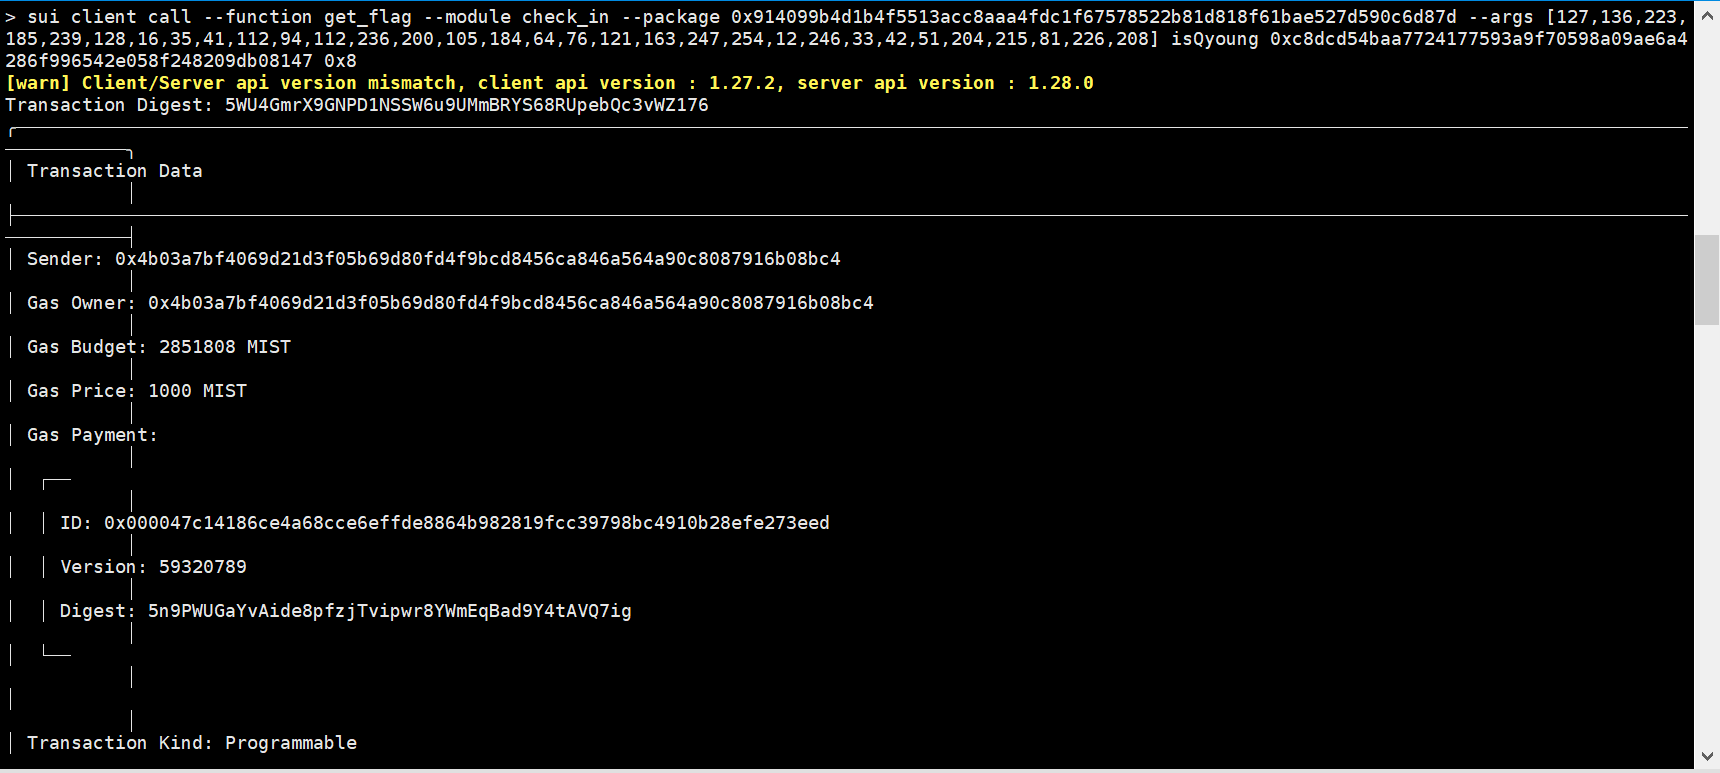 > sui client call --function get_flag --module check_in --package 0x914099b4d1b4f5513acc8aaa4fdc1f67578522b81d818f61bae527d590c6d87d --args [127,136,223,
185,239,128,16,35,41,112,94,112,236,200,105,184,64,76,121,163,247,254,12,246,33,42,51,204,215,81,226,208] isQyoung 0xc8dcd54baa7724177593a9f70598a09ae6a4
286f996542e058f248209db08147 0x8
[warn] Client/Server api version mismatch, client api version : 1.27.2, server api version : 1.28.0
Transaction Digest: 5WU4GmrX9GNPD1NSSW6u9UMmBRYS68RUpebQc3vWZ176
Transaction Data
Sender: 0x4b03a7bf4069d21d3f05b69d80fd4f9bcd8456ca846a564a90c8087916b08bc4
Gas Owner: 0x4b03a7bf4069d21d3f05b69d80fd4f9bcd8456ca846a564a90c8087916b08bc4
Gas Budget: 2851808 MIST
Gas Price: 1000 MIST
Gas Payment:
ID: 0x000047c14186ce4a68cce6effde8864b982819fcc39798bc4910b28efe273eed
Version: 59320789
Digest: 5n9PWUGaYvAide8pfzjTvipwr8YWmEqBad9Y4tAVQ7ig
Transaction Kind: Programmable